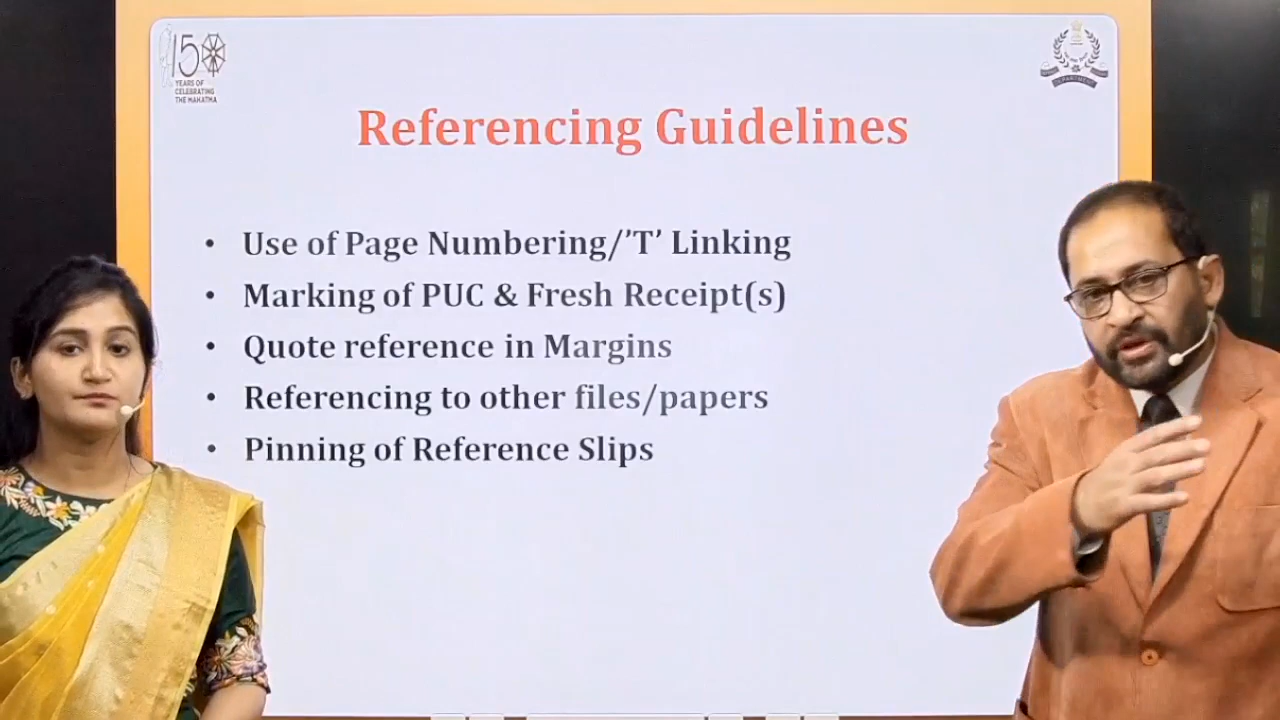 150
YEARS OF
CELEBRATING
THE MAHATMA
DEPARTMENT
Referencing Guidelines
• Use of Page Numbering/’T’ Linking
• Marking of PUC & Fresh Receipt(s)
• Quote reference in Margins
• Referencing to other files/papers
• Pinning of Reference Slips